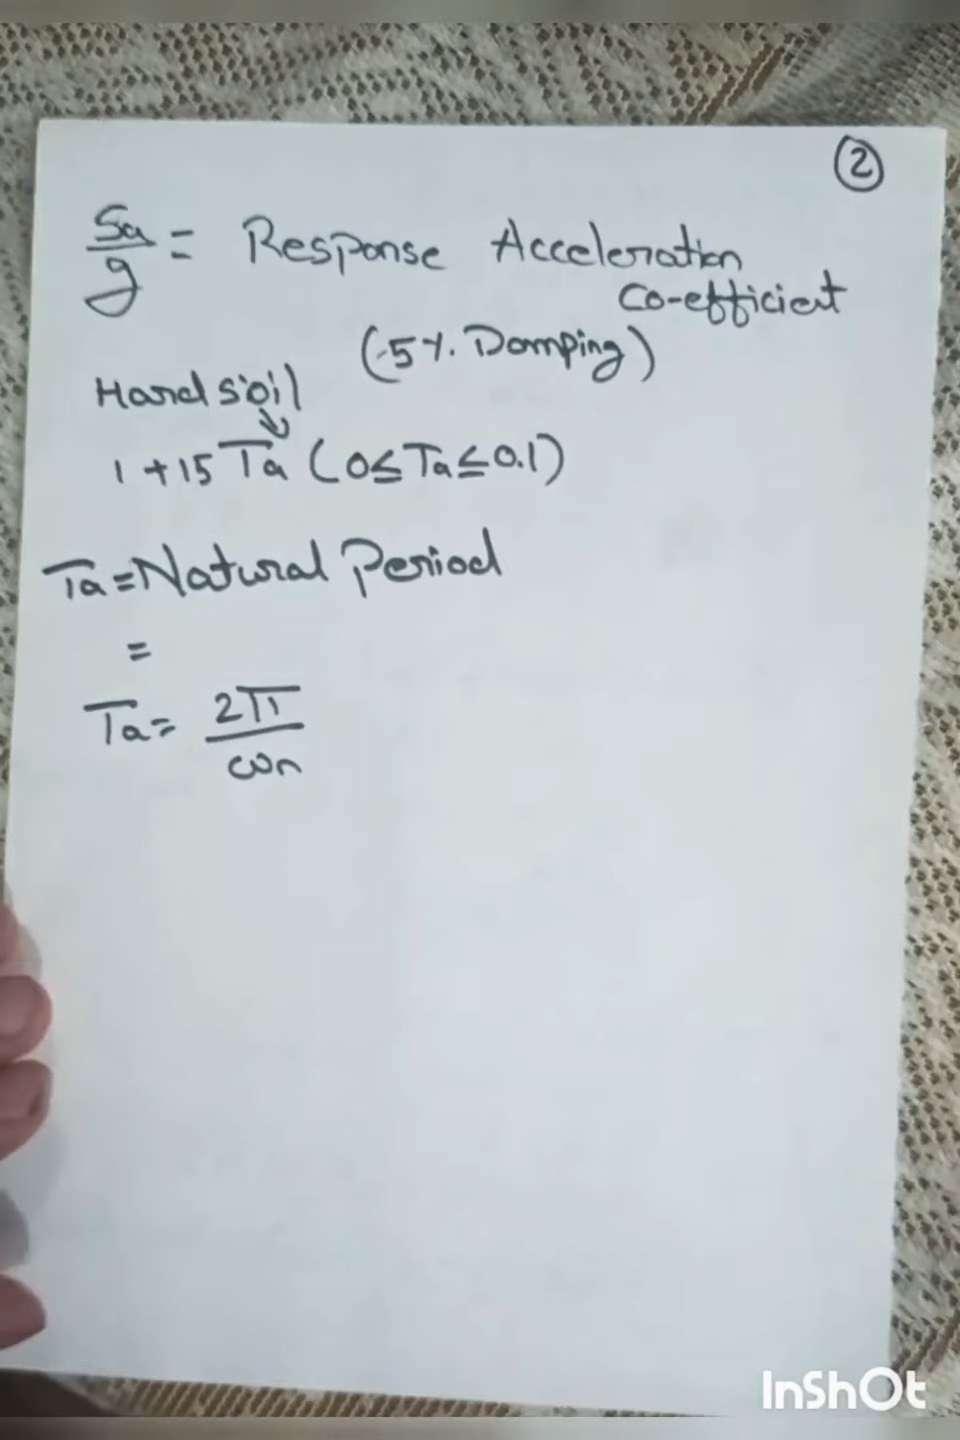 2
Sa/g = Response Acceleration
Co-efficient
(5%. Damping)
Hard soil
1 + 15 Ta (0≤Ta≤0.1)
Ta=Natural Period
=
Ta= 2π/ωn
InShOt